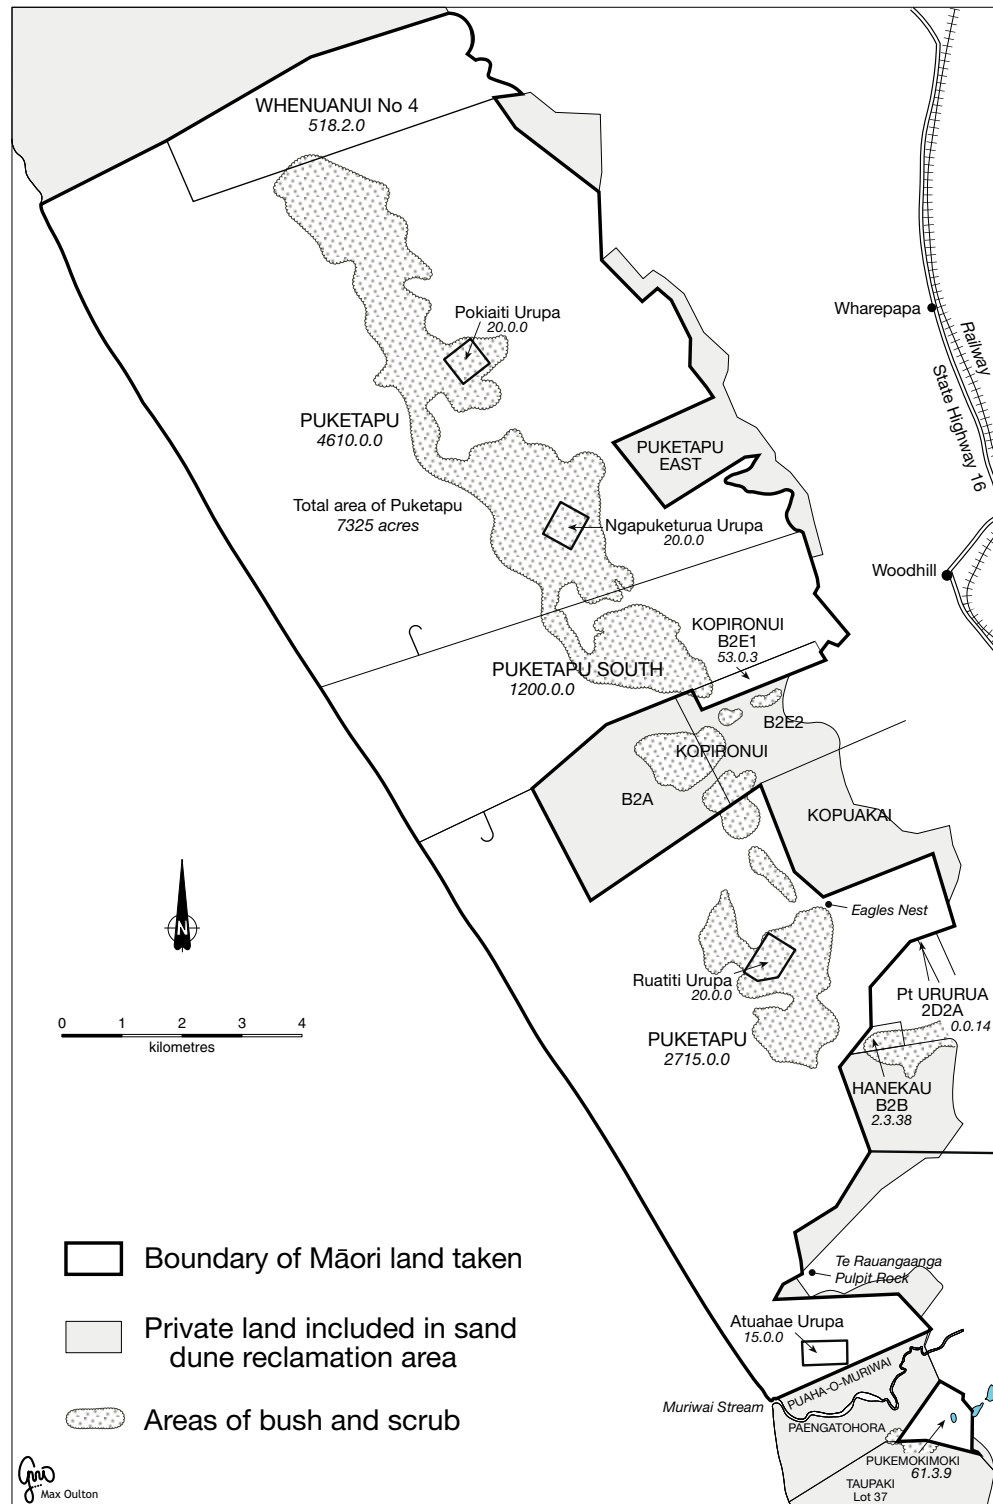 WHENUANUI No 4
518.2.0
Pokiaiti Urupa
20.0.0
Wharepapa
Railway
State Highway 16
PUKETAPU
4610.0.0
PUKETAPU
EAST
Total area of Puketapu
7325 acres
Ngapuketurua Urupa
20.0.0
Woodhill
KOPIRONUI
B2E1
53.0.3
PUKETAPU SOUTH
1200.0.0
B2E2
KOPIRONUI
B2A
KOPUAKAI
N
Eagles Nest
Ruatiti Urupa
20.0.0
Pt URURUA
2D2A
0.0.14
0 1 2 3 4
kilometres
PUKETAPU
2715.0.0
HANEKAU
B2B
2.3.38
Boundary of Māori land taken
Te Rauangaanga
Pulpit Rock
Private land included in sand
dune reclamation area
Atuahae Urupa
15.0.0
PUAHA-O-MURIWAI
Muriwai Stream
PAENGATOHORA
Areas of bush and scrub
PUKEMOKIMOKI
61.3.9
TAUPAKI
Lot 37
Max Oulton